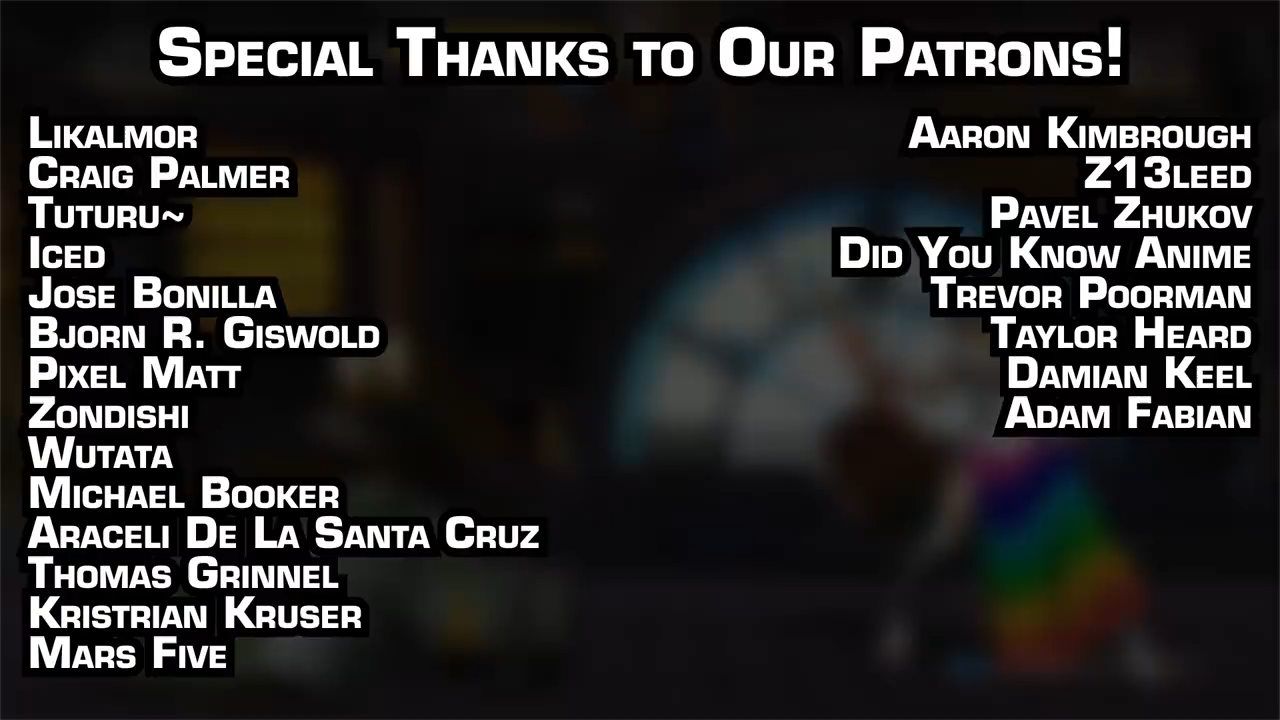 Special Thanks to Our Patrons!
Likalmor
Craig Palmer
Tuturu~
Iced
Jose Bonilla
Bjorn R. Giswold
Pixel Matt
Zondishi
Wutata
Michael Booker
Araceli De La Santa Cruz
Thomas Grinnel
Kristrian Kruser
Mars Five
Aaron Kimbrough
Z13leed
Pavel Zhukov
Did You Know Anime
Trevor Poorman
Taylor Heard
Damian Keel
Adam Fabian